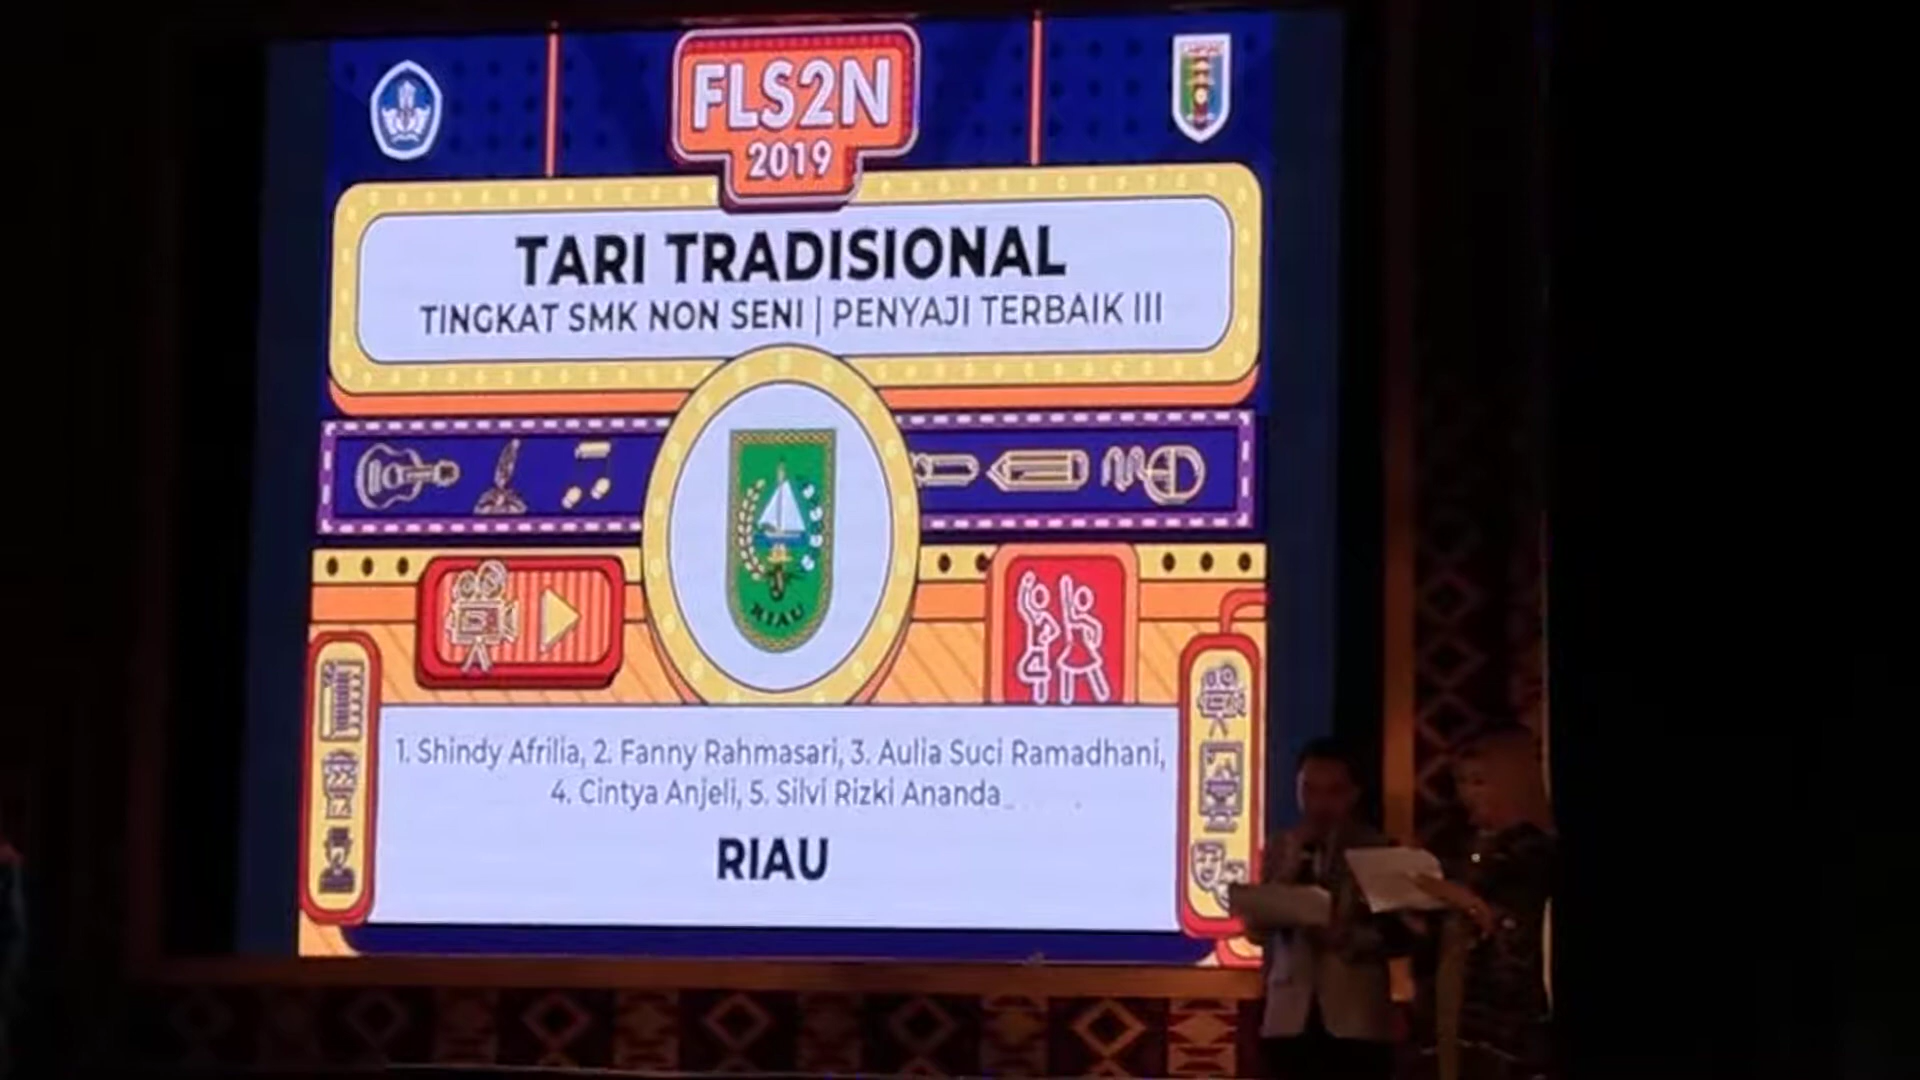 FLS2N
2019
TARI TRADISIONAL
TINGKAT SMK NON SENI | PENYAJI TERBAIK III
RIAU
1. Shindy Afrilia, 2. Fanny Rahmasari, 3. Aulia Suci Ramadhani,
4. Cintya Anjeli, 5. Silvi Rizki Ananda
RIAU